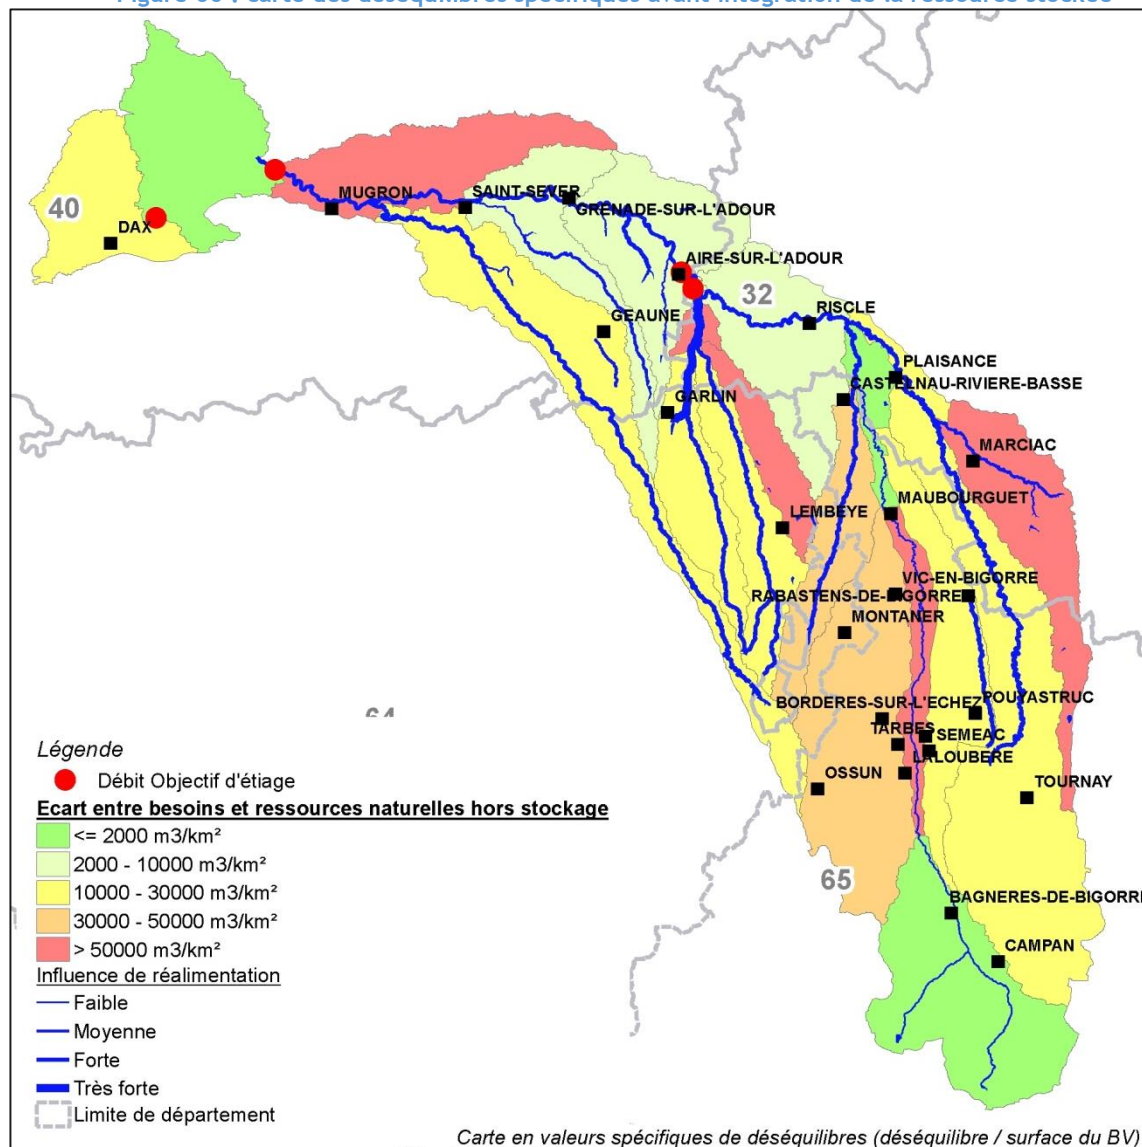 Figure : Carte des déséquilibres spécifiques avant intégration de la ressource stockée
40
DAX
MUGRON
SAINT-SEVER
GRENADE-SUR-L'ADOUR
AIRE-SUR-L'ADOUR
32
RISCLE
GEAUNE
PLAISANCE
CASTELNAU-RIVIERE-BASSE
GARLIN
MARCIAC
MAUBOURGUET
LEMBEYE
VIC-EN-BIGORRE
RABASTENS-DE-BIGORRE
MONTANER
64
BORDERES-SUR-L'ECHEZ
POUYASTRUC
TARBES
SEMEAC
LALOUBERE
OSSUN
TOURNAY
65
BAGNERES-DE-BIGORRE
CAMPAN
Légende
Débit Objectif d'étiage
Ecart entre besoins et ressources naturelles hors stockage
<= 2000 m3/km²
2000 - 10000 m3/km²
10000 - 30000 m3/km²
30000 - 50000 m3/km²
> 50000 m3/km²
Influence de réalimentation
Faible
Moyenne
Forte
Très forte
Limite de département
Carte en valeurs spécifiques de déséquilibres (déséquilibre / surface du BV)